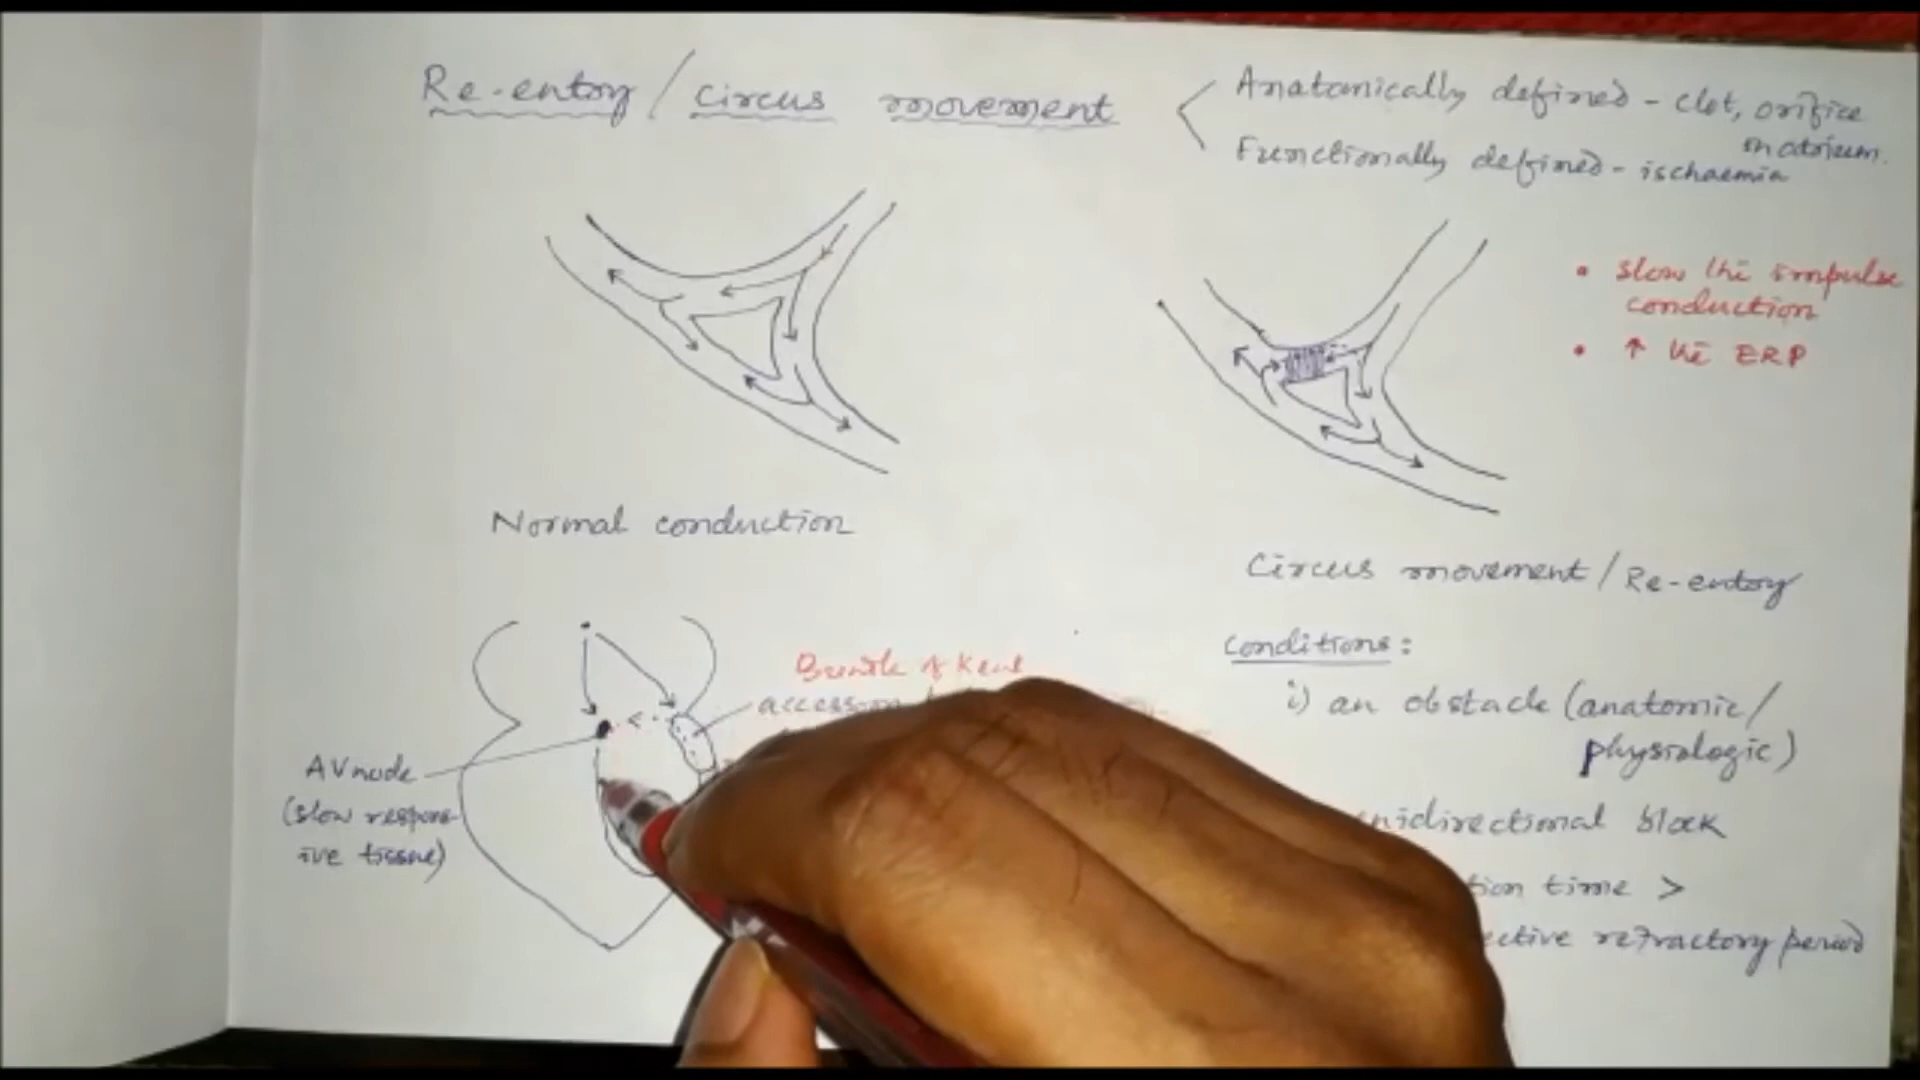 Re-entry / circus movement
Anatomically defined - clot, orifice
in atrium.
Functionally defined - ischaemia
• slow the impulse
conduction
• ↑ the ERP
Normal conduction
Circus movement / Re-entry
Conditions:
i) an obstacle (anatomic/
physiologic)
block
time >
refractory period
Bundle of Kent
AV node
(slow respons-
ive tissue)